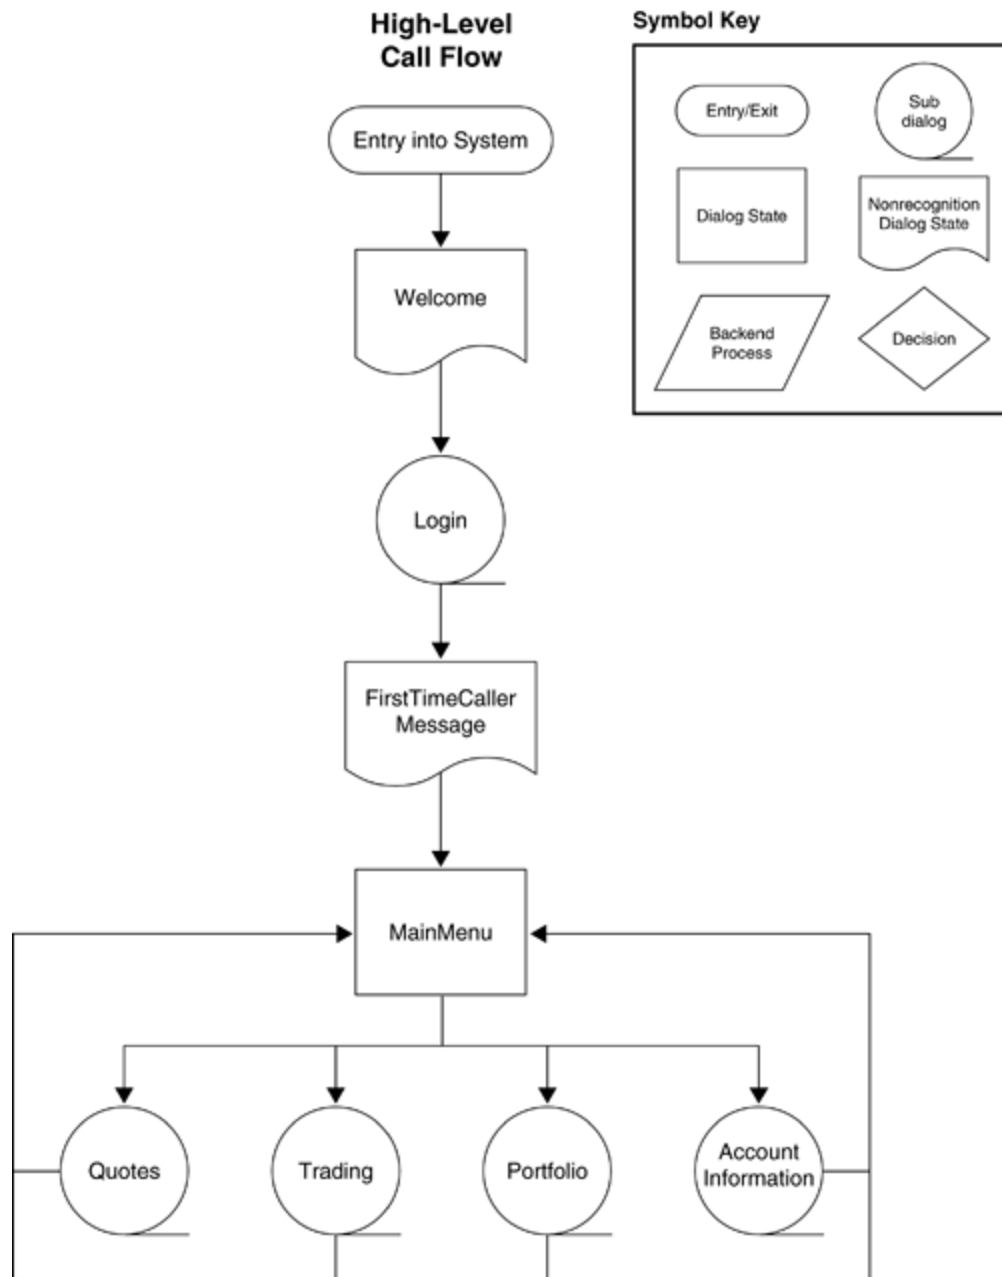 High-Level
Call Flow
Symbol Key
Entry/Exit
Sub
dialog
Dialog State
Nonrecognition
Dialog State
Backend
Process
Decision
Entry into System
Welcome
Login
FirstTimeCaller
Message
MainMenu
Quotes
Trading
Portfolio
Account
Information